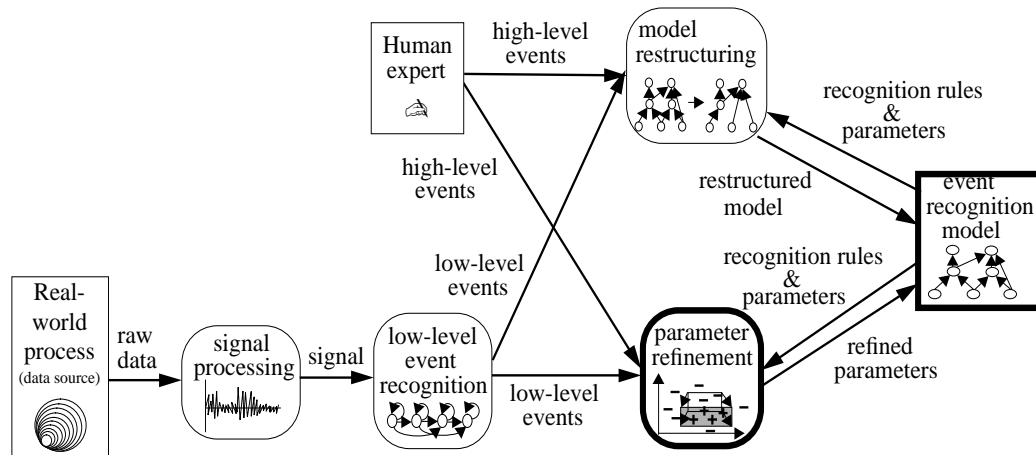 Human
expert
high-level
events
model
restructuring
recognition rules
&
parameters
high-level
events
restructured
model
event
recognition
model
low-level
events
recognition rules
&
parameters
Real-
world
process
(data source)
raw
data
signal
processing
signal
low-level
event
recognition
low-level
events
parameter
refinement
refined
parameters